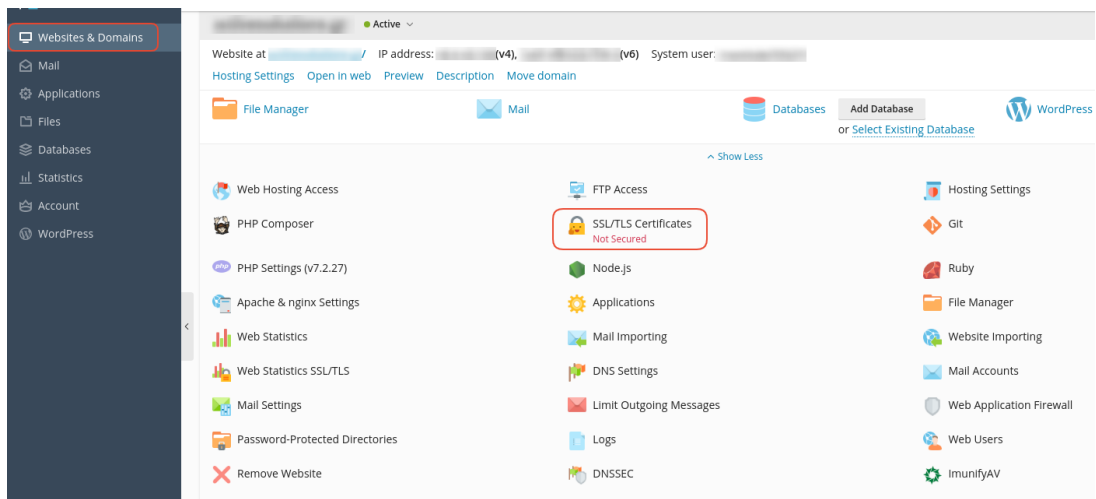 Websites & Domains
Mail
Applications
Files
Databases
Statistics
Account
WordPress
Active
Website at / IP address: (v4), (v6) System user:
Hosting Settings Open in web Preview Description Move domain
File Manager Mail Databases Add Database WordPress
or Select Existing Database
Show Less
Web Hosting Access FTP Access Hosting Settings
PHP Composer SSL/TLS Certificates Git
Not Secured
php PHP Settings (v7.2.27) Node.js Ruby
Apache & nginx Settings Applications File Manager
Web Statistics Mail Importing Website Importing
Web Statistics SSL/TLS DNS Settings Mail Accounts
Mail Settings Limit Outgoing Messages Web Application Firewall
Password-Protected Directories Logs Web Users
Remove Website DNSSEC ImunifyAV